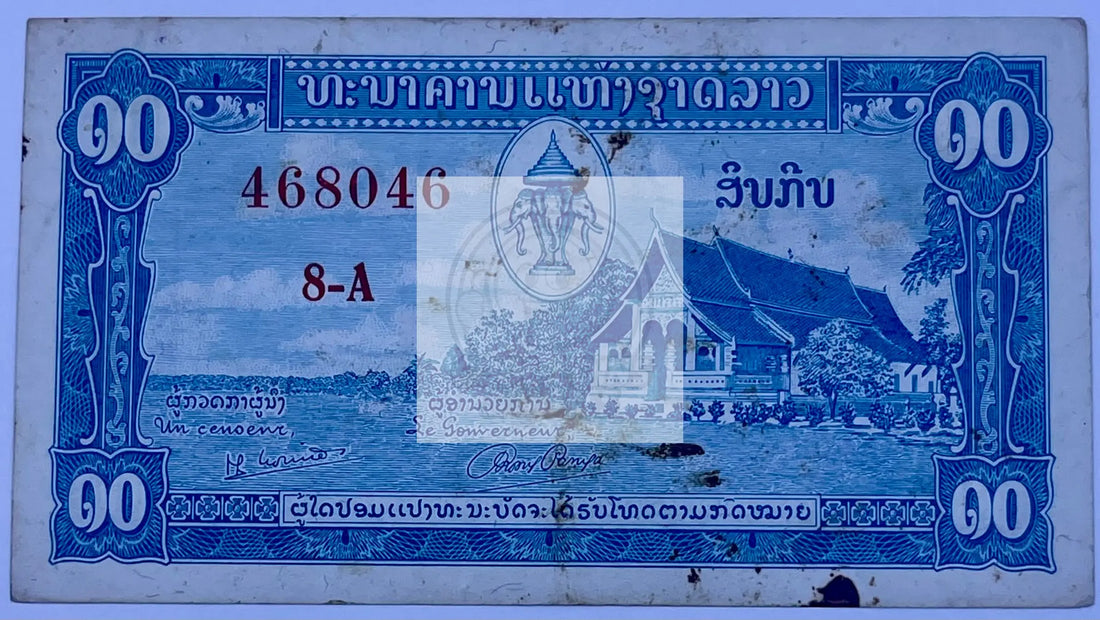 ທະນາຄານແຫ່ງຊາດລາວ
໑໐ ໑໐
468046 ສິບກີບ
8-A
ຜູ້ກວດກາຜູ້ນຶ່ງ ຜູ້ອຳນວຍການ
Un censeur, Le Gouverneur
໑໐ ຜູ້ໃດປອມແປງທະນະບັດຈະໄດ້ຮັບໂທດຕາມກົດໝາຍ ໑໐